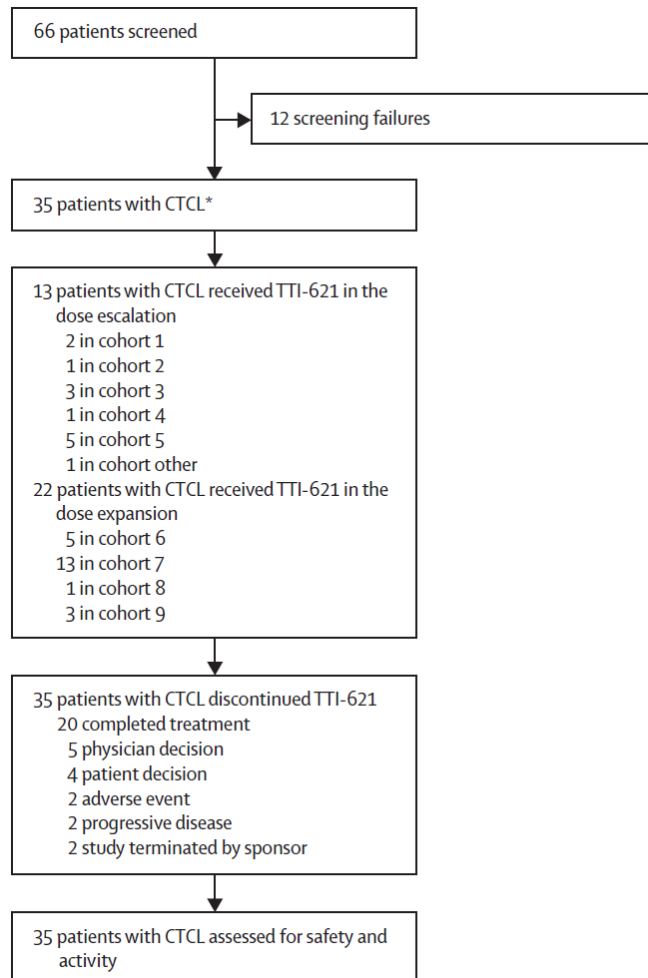 66 patients screened
12 screening failures
35 patients with CTCL*
13 patients with CTCL received TTI-621 in the
dose escalation
2 in cohort 1
1 in cohort 2
3 in cohort 3
1 in cohort 4
5 in cohort 5
1 in cohort other
22 patients with CTCL received TTI-621 in the
dose expansion
5 in cohort 6
13 in cohort 7
1 in cohort 8
3 in cohort 9
35 patients with CTCL discontinued TTI-621
20 completed treatment
5 physician decision
4 patient decision
2 adverse event
2 progressive disease
2 study terminated by sponsor
35 patients with CTCL assessed for safety and
activity